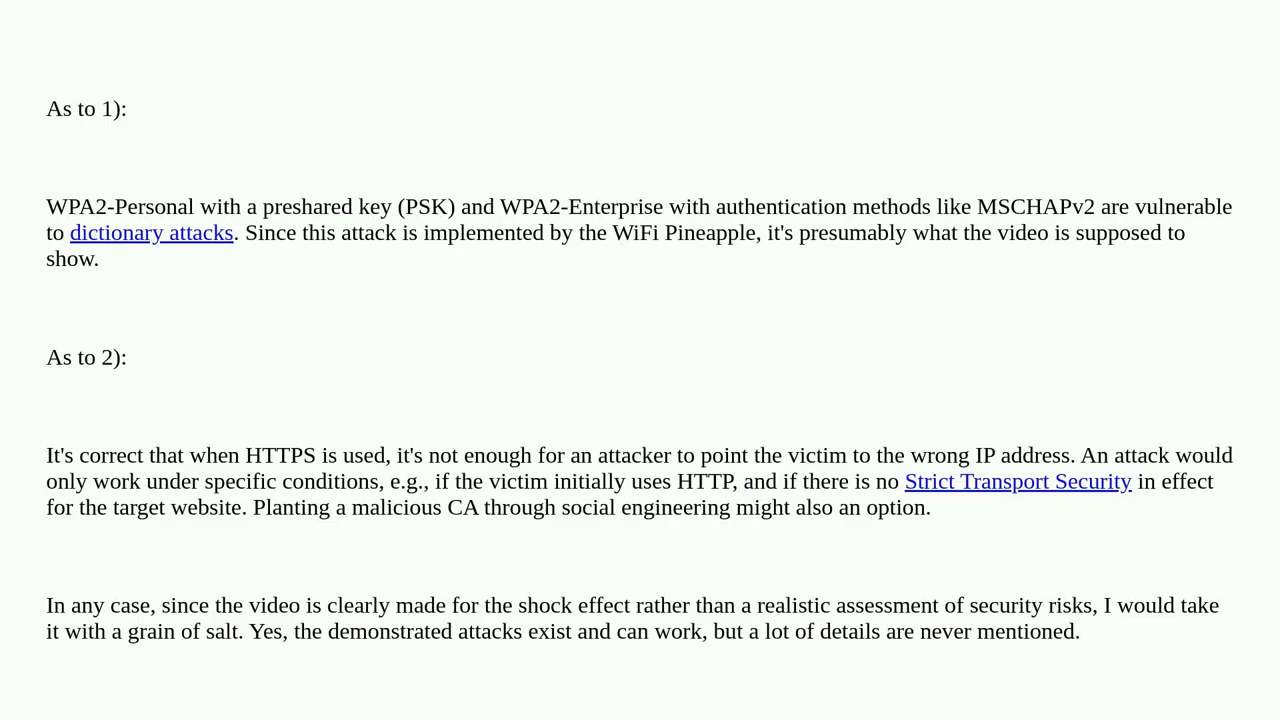 As to 1):
WPA2-Personal with a preshared key (PSK) and WPA2-Enterprise with authentication methods like MSCHAPv2 are vulnerable
to dictionary attacks. Since this attack is implemented by the WiFi Pineapple, it's presumably what the video is supposed to
show.
As to 2):
It's correct that when HTTPS is used, it's not enough for an attacker to point the victim to the wrong IP address. An attack would
only work under specific conditions, e.g., if the victim initially uses HTTP, and if there is no Strict Transport Security in effect
for the target website. Planting a malicious CA through social engineering might also an option.
In any case, since the video is clearly made for the shock effect rather than a realistic assessment of security risks, I would take
it with a grain of salt. Yes, the demonstrated attacks exist and can work, but a lot of details are never mentioned.